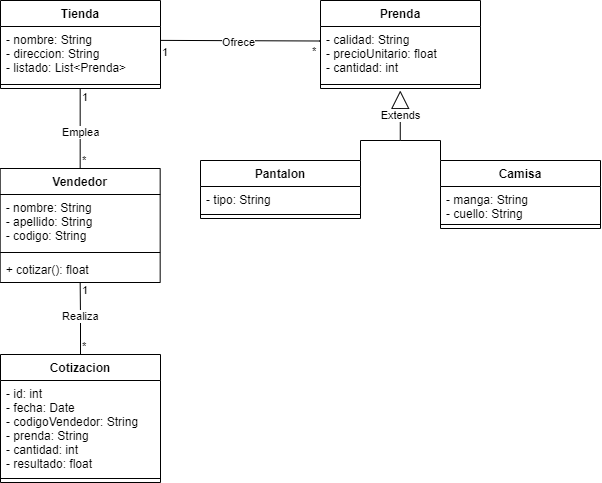 Tienda
- nombre: String
- direccion: String
- listado: List<Prenda>
1
Ofrece
*
Prenda
- calidad: String
- precioUnitario: float
- cantidad: int
Extends
1
Emplea
*
Pantalon
- tipo: String
Camisa
- manga: String
- cuello: String
Vendedor
- nombre: String
- apellido: String
- codigo: String
+ cotizar(): float
1
Realiza
*
Cotizacion
- id: int
- fecha: Date
- codigoVendedor: String
- prenda: String
- cantidad: int
- resultado: float